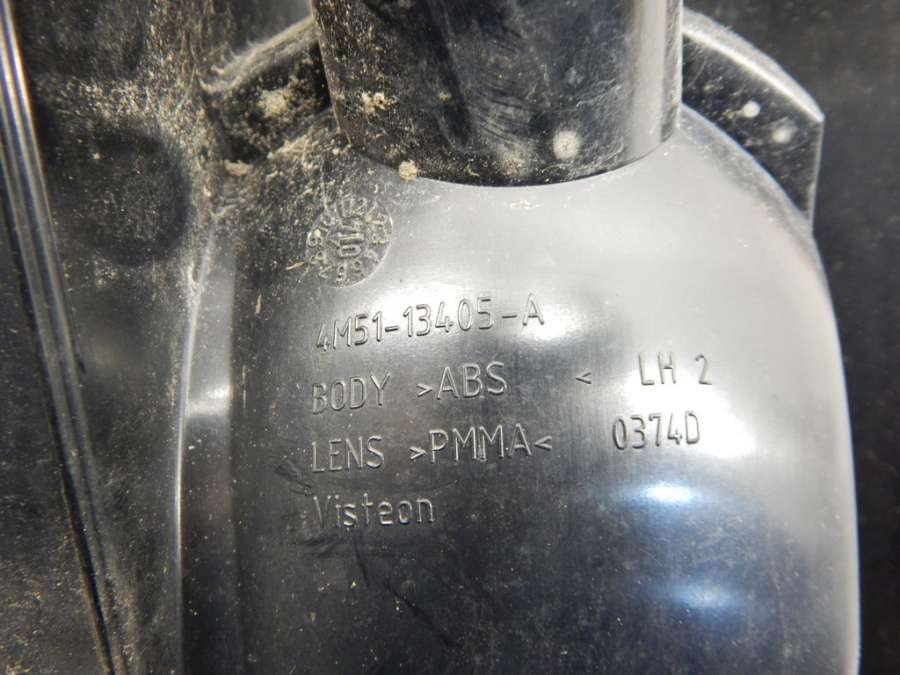 4M51-13405-A
BODY >ABS < LH 2
LENS >PMMA< 0374D
Visteon